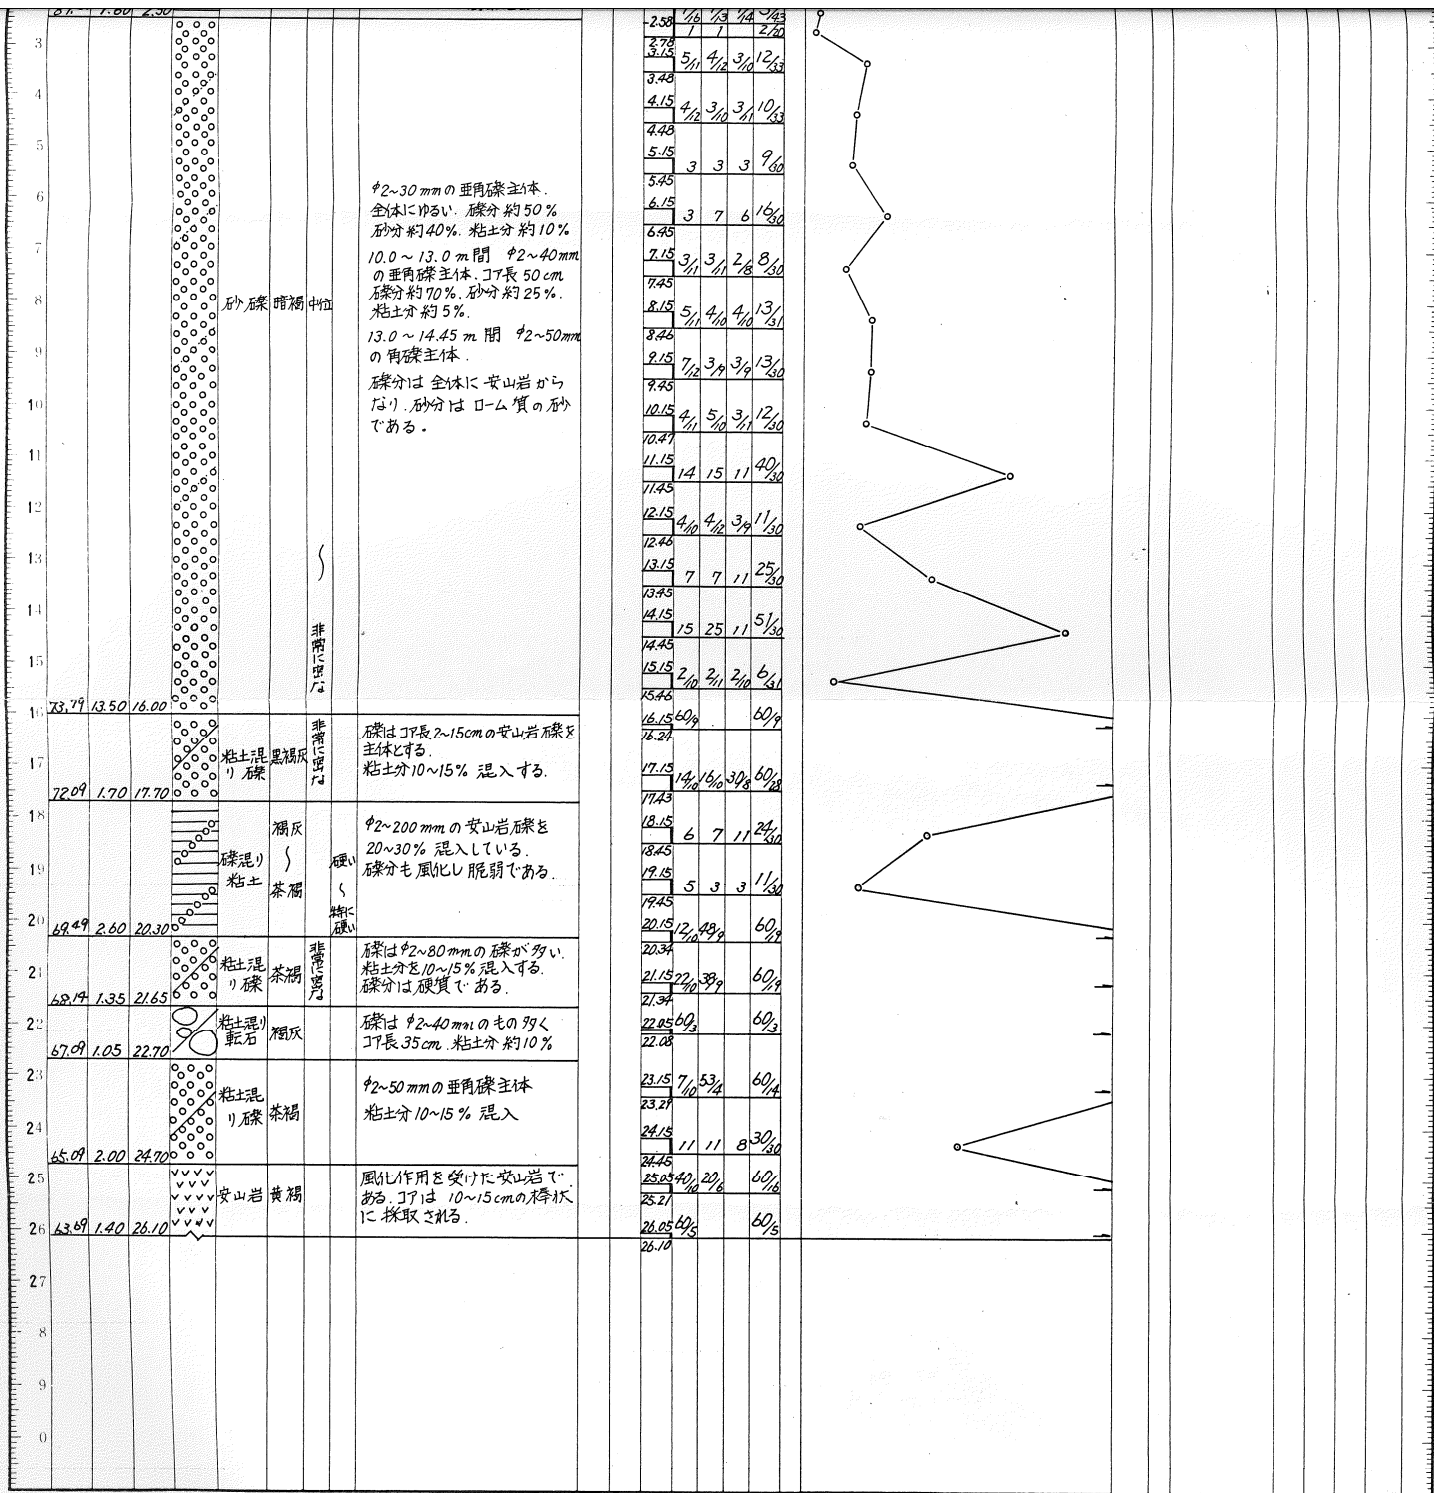 1.60 2.50
3
4
5
6
7
8
9
10
11
12
13
14
15
16
17
18
19
20
21
22
23
24
25
26
27
8
9
0
砂礫 暗褐 中位
〜
非常に密な
φ2~30mmの亜角礫主体.
全体にゆるい. 礫分約50%
砂分約40%. 粘土分約10%
10.0~13.0m間 φ2~40mm
の亜角礫主体.コア長50cm
礫分約70%.砂分約25%.
粘土分約5%.
13.0~14.45m間 φ2~50mm
の角礫主体.
礫分は全体に安山岩から
なり.砂分はローム質の砂
である。
73.79 13.50 16.00
粘土混り礫 黒褐灰 非常に密な
礫はコア長2~15cmの安山岩礫を
主体とする.
粘土分10~15%混入する.
72.09 1.70 17.70
礫混り粘土 褐灰〜茶褐 硬い〜特に硬い
φ2~200mmの安山岩礫を
20~30%混入している.
礫分も風化し脆弱である.
69.49 2.60 20.30
粘土混り礫 茶褐 非常に密な
礫はφ2~80mmの礫が多い.
粘土分を10~15%混入する.
礫分は硬質である.
68.14 1.35 21.65
粘土混り転石 褐灰
礫はφ2~40mmのもの多く
コア長35cm.粘土分約10%
67.09 1.05 22.70
粘土混り礫 茶褐
φ2~50mmの亜角礫主体
粘土分10~15%混入
65.09 2.00 24.70
安山岩 黄褐
風化作用を受けた安山岩で
ある.コアは10~15cmの棒状
に採取される.
63.69 1.40 26.10
1/16 1/13 1/14 3/43
2.58 1 1 2/20
2.78
3.15 5/11 4/12 3/10 12/33
3.48
4.15 4/12 3/10 3/11 10/33
4.48
5.15 3 3 3 9/30
5.45
6.15 3 7 6 16/30
6.45
7.15 3/11 3/11 2/8 8/30
7.45
8.15 5/11 4/10 4/10 13/31
8.46
9.15 7/12 3/9 3/9 13/30
9.45
10.15 4/11 5/10 3/11 12/30
10.47
11.15 14 15 11 40/30
11.45
12.15 4/10 4/12 3/9 11/30
12.46
13.15 7 7 11 25/30
13.45
14.15 15 25 11 51/30
14.45
15.15 2/10 2/11 2/10 6/31
15.46
16.15 60/9 60/9
16.24
17.15 14/10 16/10 30/8 60/28
17.43
18.15 6 7 11 24/30
18.45
19.15 5 3 3 11/30
19.45
20.15 12/10 48/9 60/19
20.34
21.15 22/10 38/9 60/19
21.34
22.05 60/3 60/3
22.08
23.15 7/10 53/4 60/14
23.29
24.15 11 11 8 30/30
24.45
25.05 40/10 20/6 60/16
25.21
26.05 60/5 60/5
26.10